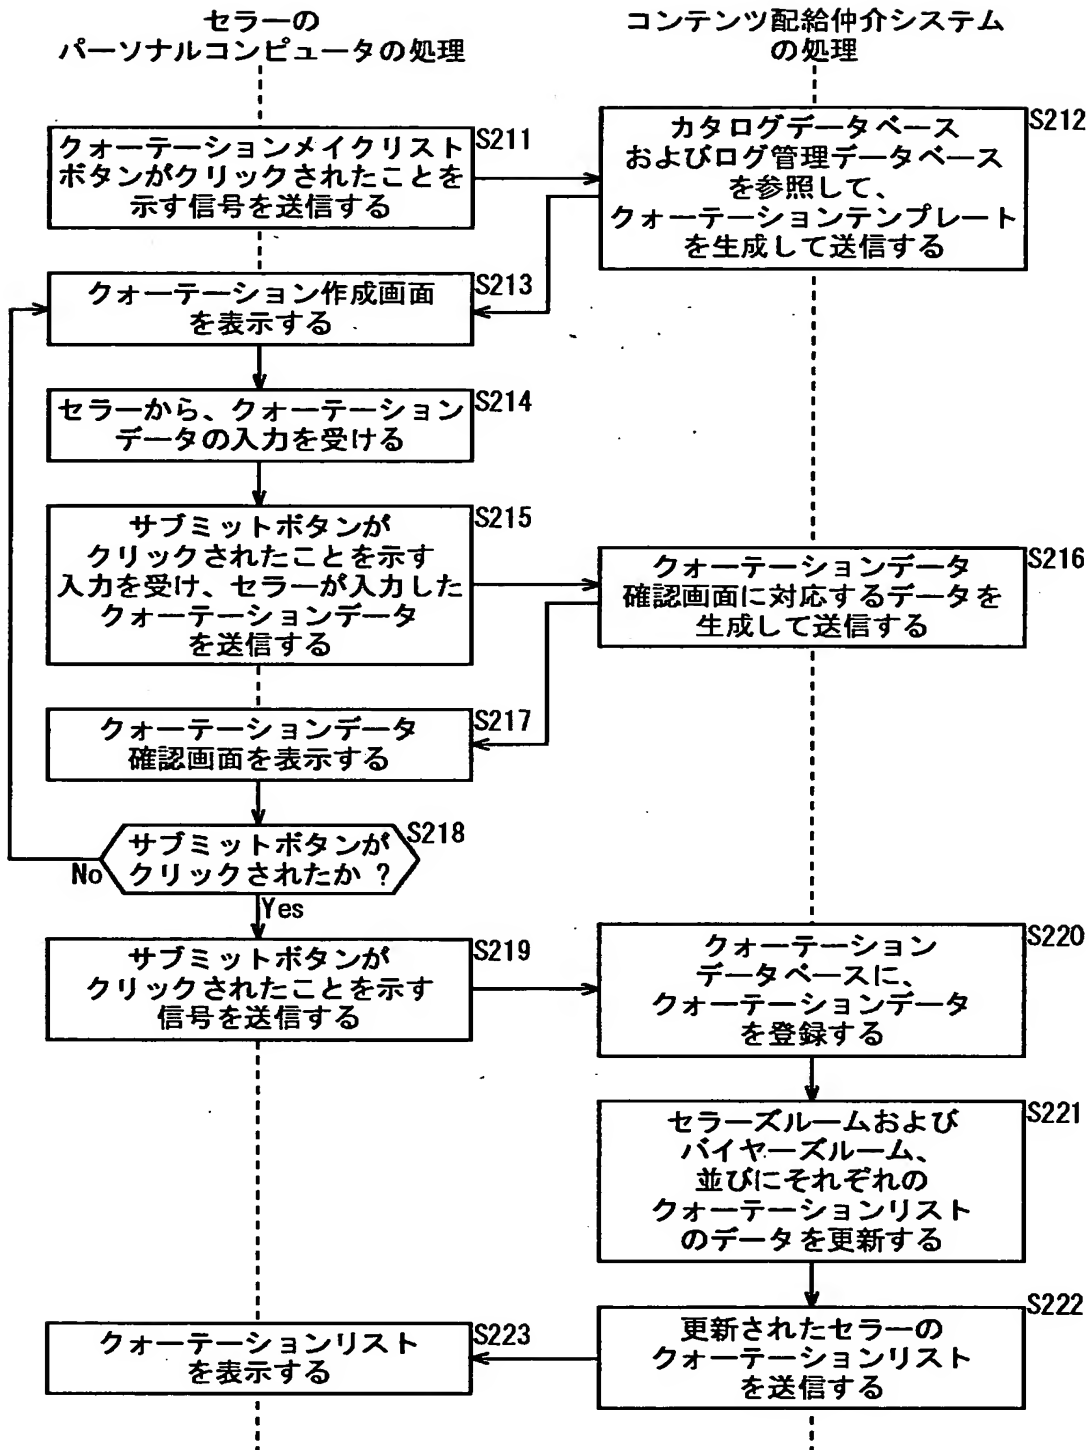 セラーの
パーソナルコンピュータの処理
コンテンツ配給仲介システム
の処理
S211
クォーテーションメイクリスト
ボタンがクリックされたことを
示す信号を送信する
S212
カタログデータベース
およびログ管理データベース
を参照して、
クォーテーションテンプレート
を生成して送信する
S213
クォーテーション作成画面
を表示する
S214
セラーから、クォーテーション
データの入力を受ける
S215
サブミットボタンが
クリックされたことを示す
入力を受け、セラーが入力した
クォーテーションデータ
を送信する
S216
クォーテーションデータ
確認画面に対応するデータを
生成して送信する
S217
クォーテーションデータ
確認画面を表示する
S218
サブミットボタンが
クリックされたか ?
No
Yes
S219
サブミットボタンが
クリックされたことを示す
信号を送信する
S220
クォーテーション
データベースに、
クォーテーションデータ
を登録する
S221
セラーズルームおよび
バイヤーズルーム、
並びにそれぞれの
クォーテーションリスト
のデータを更新する
S222
更新されたセラーの
クォーテーションリスト
を送信する
S223
クォーテーションリスト
を表示する